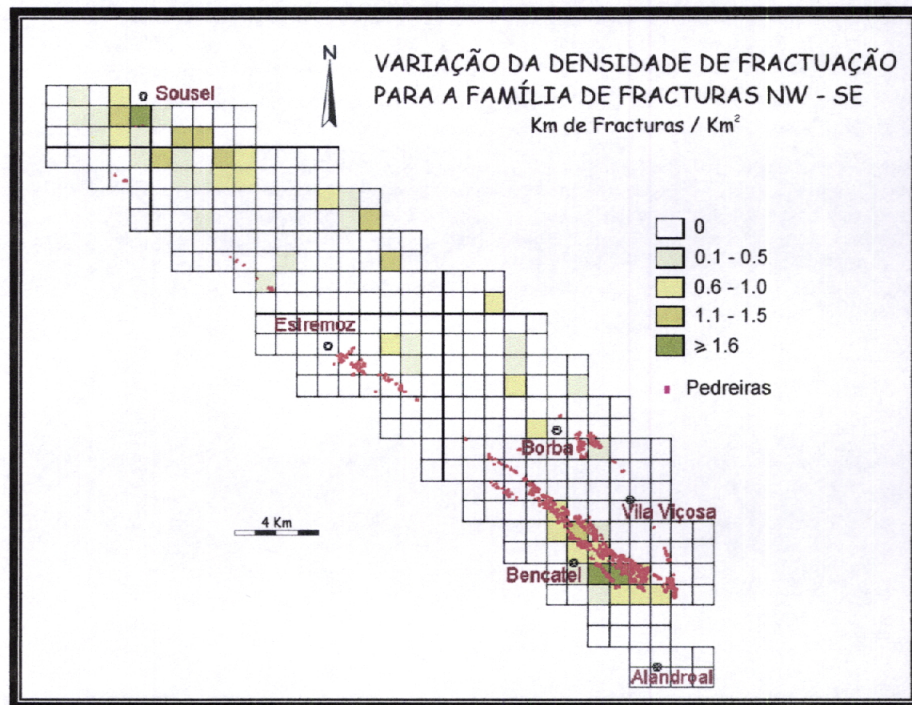 N
VARIAÇÃO DA DENSIDADE DE FRACTUAÇÃO
PARA A FAMÍLIA DE FRACTURAS NW - SE
Km de Fracturas / Km²
Sousel
0
0.1 - 0.5
0.6 - 1.0
1.1 - 1.5
≥ 1.6
Pedreiras
Estremoz
Borba
Vila Viçosa
4 Km
Bencatel
Alandroal